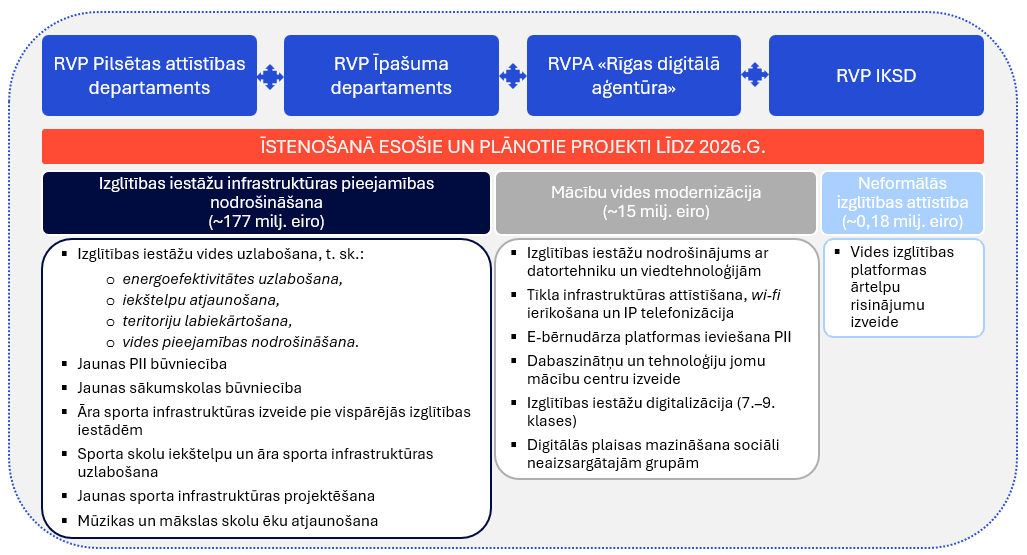 RVP Pilsētas attīstības
departaments
RVP Īpašuma
departaments
RVPA «Rīgas digitālā
aģentūra»
RVP IKSD
ĪSTENOŠANĀ ESOŠIE UN PLĀNOTIE PROJEKTI LĪDZ 2026.G.
Izglītības iestāžu infrastruktūras pieejamības
nodrošināšana
(~177 milj. eiro)
▪ Izglītības iestāžu vides uzlabošana, t. sk.:
o energoefektivitātes uzlabošana,
o iekštelpu atjaunošana,
o teritoriju labiekārtošana,
o vides pieejamības nodrošināšana.
▪ Jaunas PII būvniecība
▪ Jaunas sākumskolas būvniecība
▪ Āra sporta infrastruktūras izveide pie vispārējās izglītības
iestādēm
▪ Sporta skolu iekštelpu un āra sporta infrastruktūras
uzlabošana
▪ Jaunas sporta infrastruktūras projektēšana
▪ Mūzikas un mākslas skolu ēku atjaunošana
Mācību vides modernizācija
(~15 milj. eiro)
▪ Izglītības iestāžu nodrošinājums ar
datortehniku un viedtehnoloģijām
▪ Tīkla infrastruktūras attīstīšana, wi-fi
ierīkošana un IP telefonizācija
▪ E-bērnudārza platformas ieviešana PII
▪ Dabaszinātņu un tehnoloģiju jomu
mācību centru izveide
▪ Izglītības iestāžu digitalizācija (7.–9.
klases)
▪ Digitālās plaisas mazināšana sociāli
neaizsargātajām grupām
Neformālās
izglītības attīstība
(~0,18 milj. eiro)
▪ Vides izglītības
platformas
ārtelpu
risinājumu
izveide